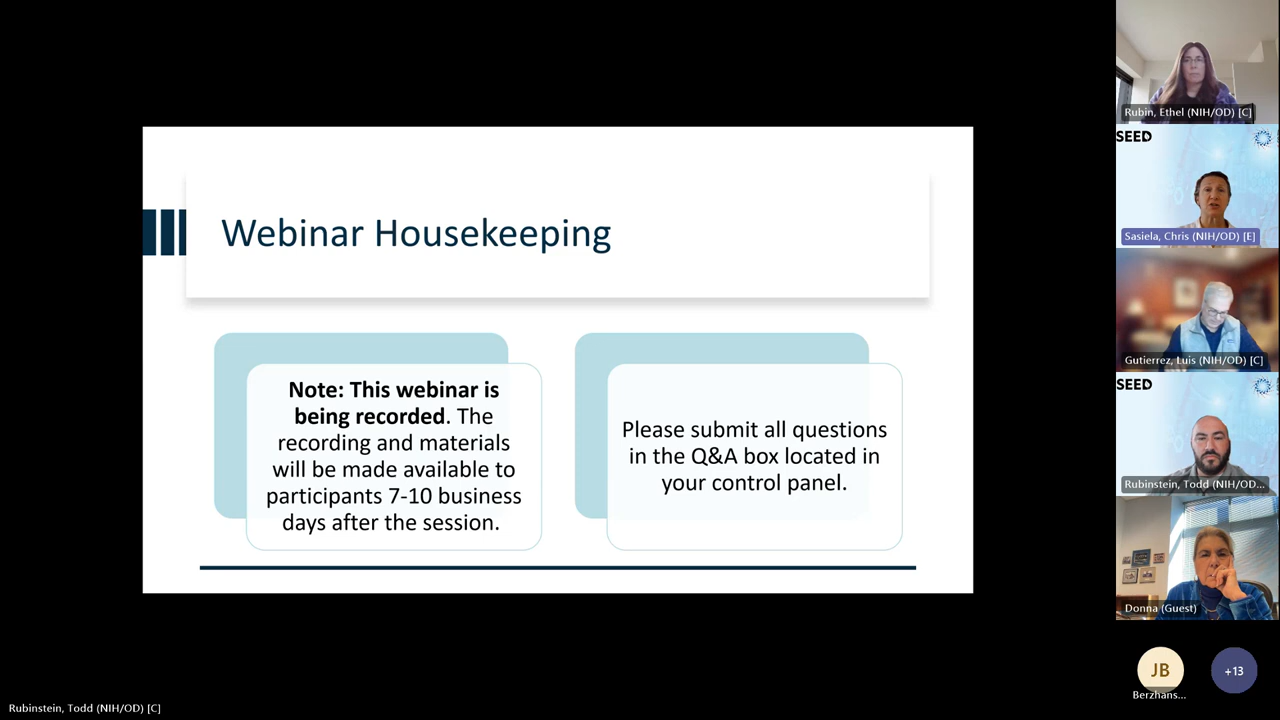 Webinar Housekeeping
Note: This webinar is
being recorded. The
recording and materials
will be made available to
participants 7-10 business
days after the session.
Please submit all questions
in the Q&A box located in
your control panel.
Rubin, Ethel (NIH/OD) [C]
SEED
Sasiela, Chris (NIH/OD) [E]
Gutierrez, Luis (NIH/OD) [C]
SEED
Rubinstein, Todd (NIH/OD...
Donna (Guest)
JB
+13
Berzhans...
Rubinstein, Todd (NIH/OD) [C]